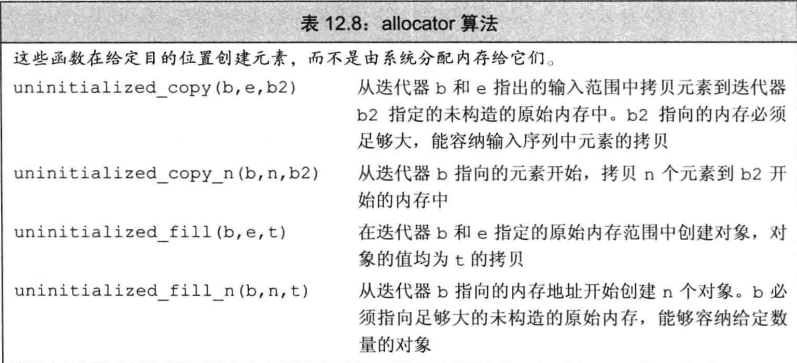 表 12.8：allocator 算法
这些函数在给定目的位置创建元素，而不是由系统分配内存给它们。
uninitialized_copy(b,e,b2) 从迭代器 b 和 e 指出的输入范围中拷贝元素到迭代器
b2 指定的未构造的原始内存中。b2 指向的内存必须
足够大，能容纳输入序列中元素的拷贝
uninitialized_copy_n(b,n,b2) 从迭代器 b 指向的元素开始，拷贝 n 个元素到 b2 开
始的内存中
uninitialized_fill(b,e,t) 在迭代器 b 和 e 指定的原始内存范围中创建对象，对
象的值均为 t 的拷贝
uninitialized_fill_n(b,n,t) 从迭代器 b 指向的内存地址开始创建 n 个对象。b 必
须指向足够大的未构造的原始内存，能够容纳给定数
量的对象